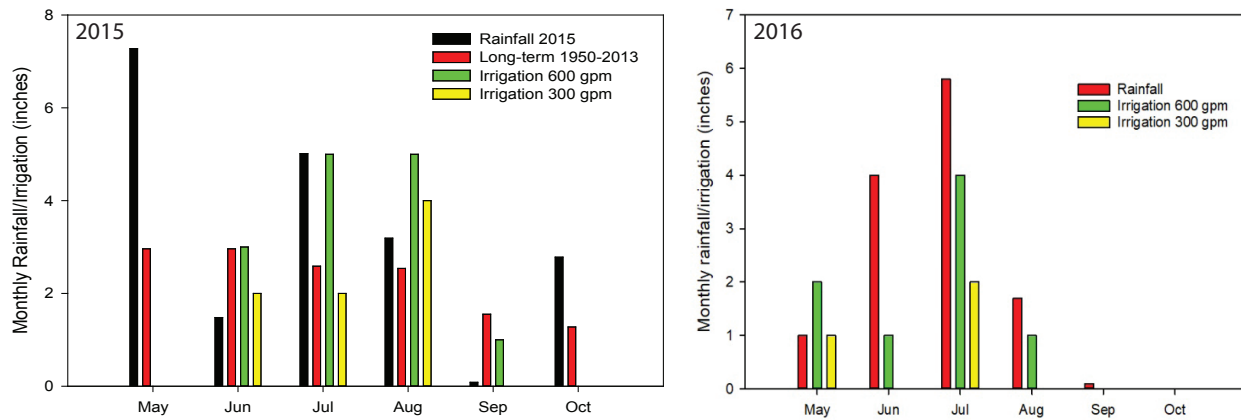 2015
Rainfall 2015
Long-term 1950-2013
Irrigation 600 gpm
Irrigation 300 gpm
Monthly Rainfall/Irrigation (inches)
8
6
4
2
0
May Jun Jul Aug Sep Oct
2016
Rainfall
Irrigation 600 gpm
Irrigation 300 gpm
Monthly rainfall/irrigation (inches)
7
6
5
4
3
2
1
0
May Jun Jul Aug Sep Oct